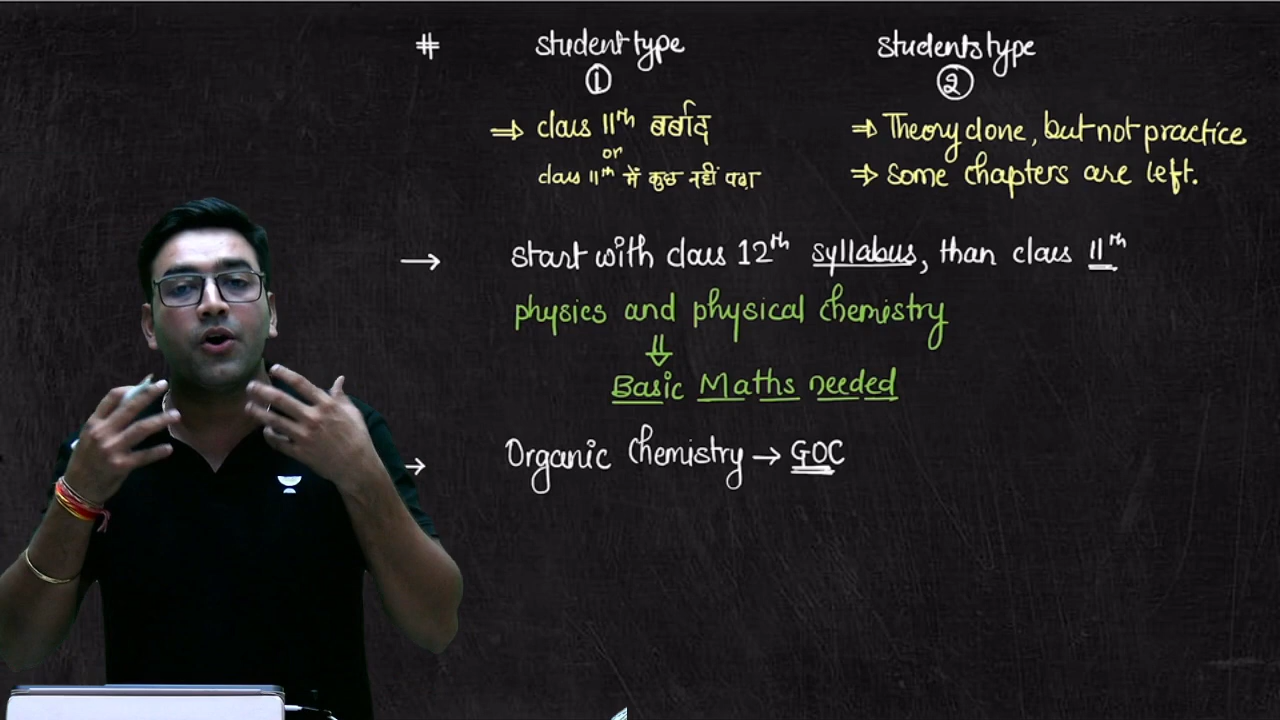 # student type students type
① ②
⇒ class 11th बर्बाद ⇒ Theory done, but not practice
or
class 11th में कुछ नहीं पढ़ा ⇒ some chapters are left.
→ start with class 12th syllabus, than class 11th
physics and physical chemistry
⇓
Basic Maths needed
→ Organic chemistry → GOC